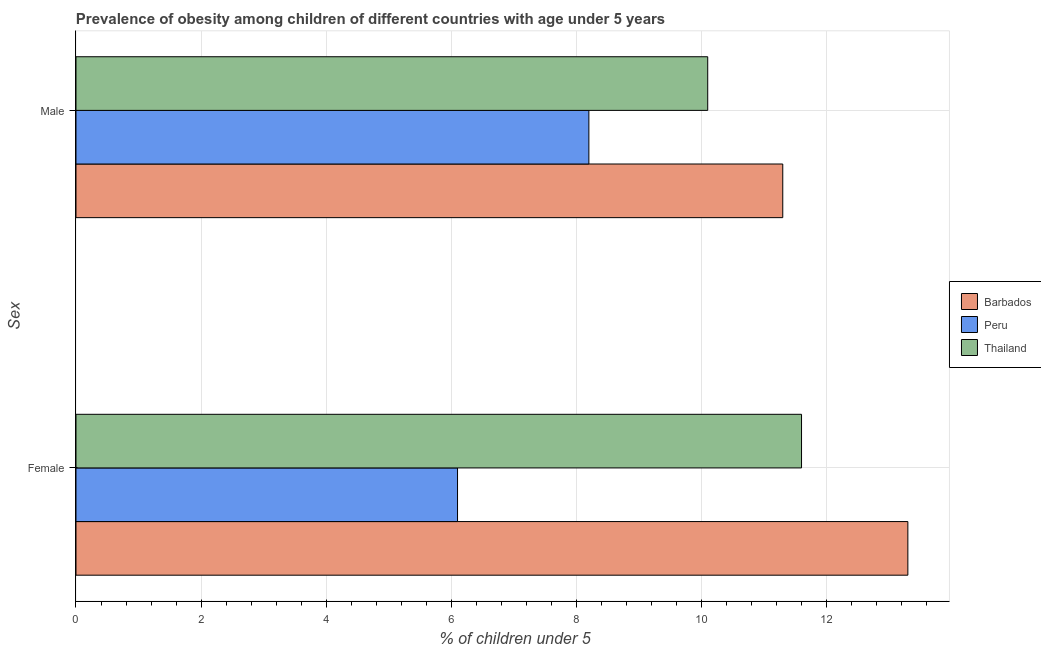 Prevalence of obesity among children of different countries with age under 5 years
Male
Female
Sex
0
2
4
6
8
10
12
% of children under 5
Barbados
Peru
Thailand